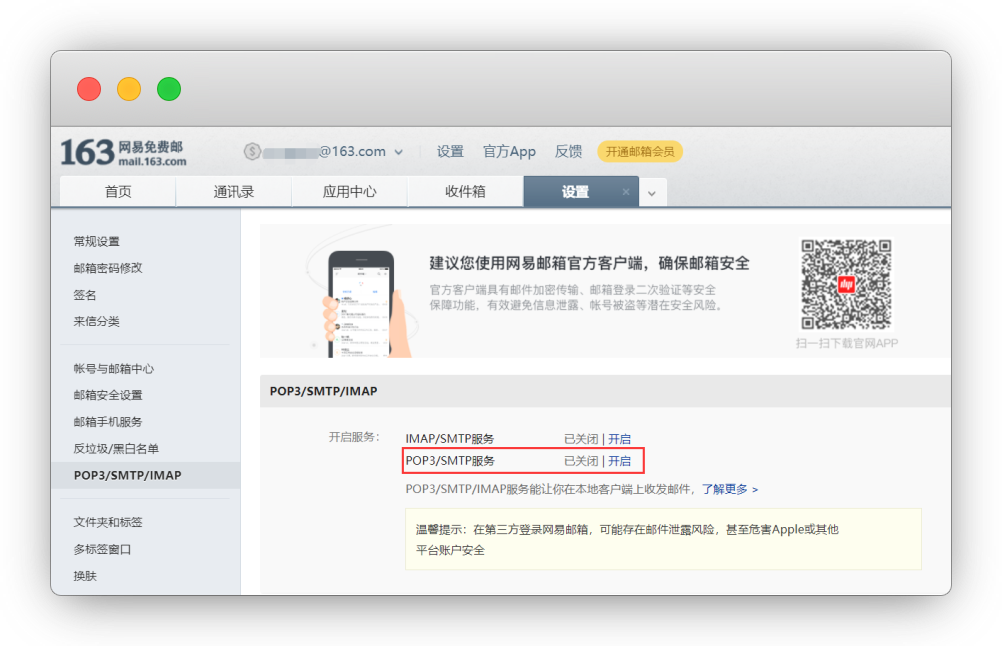 163 网易免费邮
mail.163.com
@163.com
设置 官方App 反馈 开通邮箱会员
首页 通讯录 应用中心 收件箱 设置 ×
常规设置
邮箱密码修改
签名
来信分类
帐号与邮箱中心
邮箱安全设置
邮箱手机服务
反垃圾/黑白名单
POP3/SMTP/IMAP
文件夹和标签
多标签窗口
换肤
建议您使用网易邮箱官方客户端，确保邮箱安全
官方客户端具有邮件加密传输、邮箱登录二次验证等安全
保障功能，有效避免信息泄露、帐号被盗等潜在安全风险。
扫一扫下载官网APP
POP3/SMTP/IMAP
开启服务： IMAP/SMTP服务 已关闭 | 开启
POP3/SMTP服务 已关闭 | 开启
POP3/SMTP/IMAP服务能让你在本地客户端上收发邮件，了解更多 >
温馨提示：在第三方登录网易邮箱，可能存在邮件泄露风险，甚至危害Apple或其他
平台账户安全